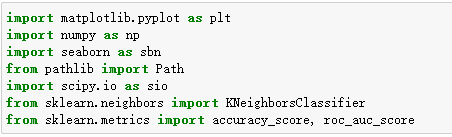 import matplotlib.pyplot as plt
import numpy as np
import seaborn as sbn
from pathlib import Path
import scipy.io as sio
from sklearn.neighbors import KNeighborsClassifier
from sklearn.metrics import accuracy_score, roc_auc_score